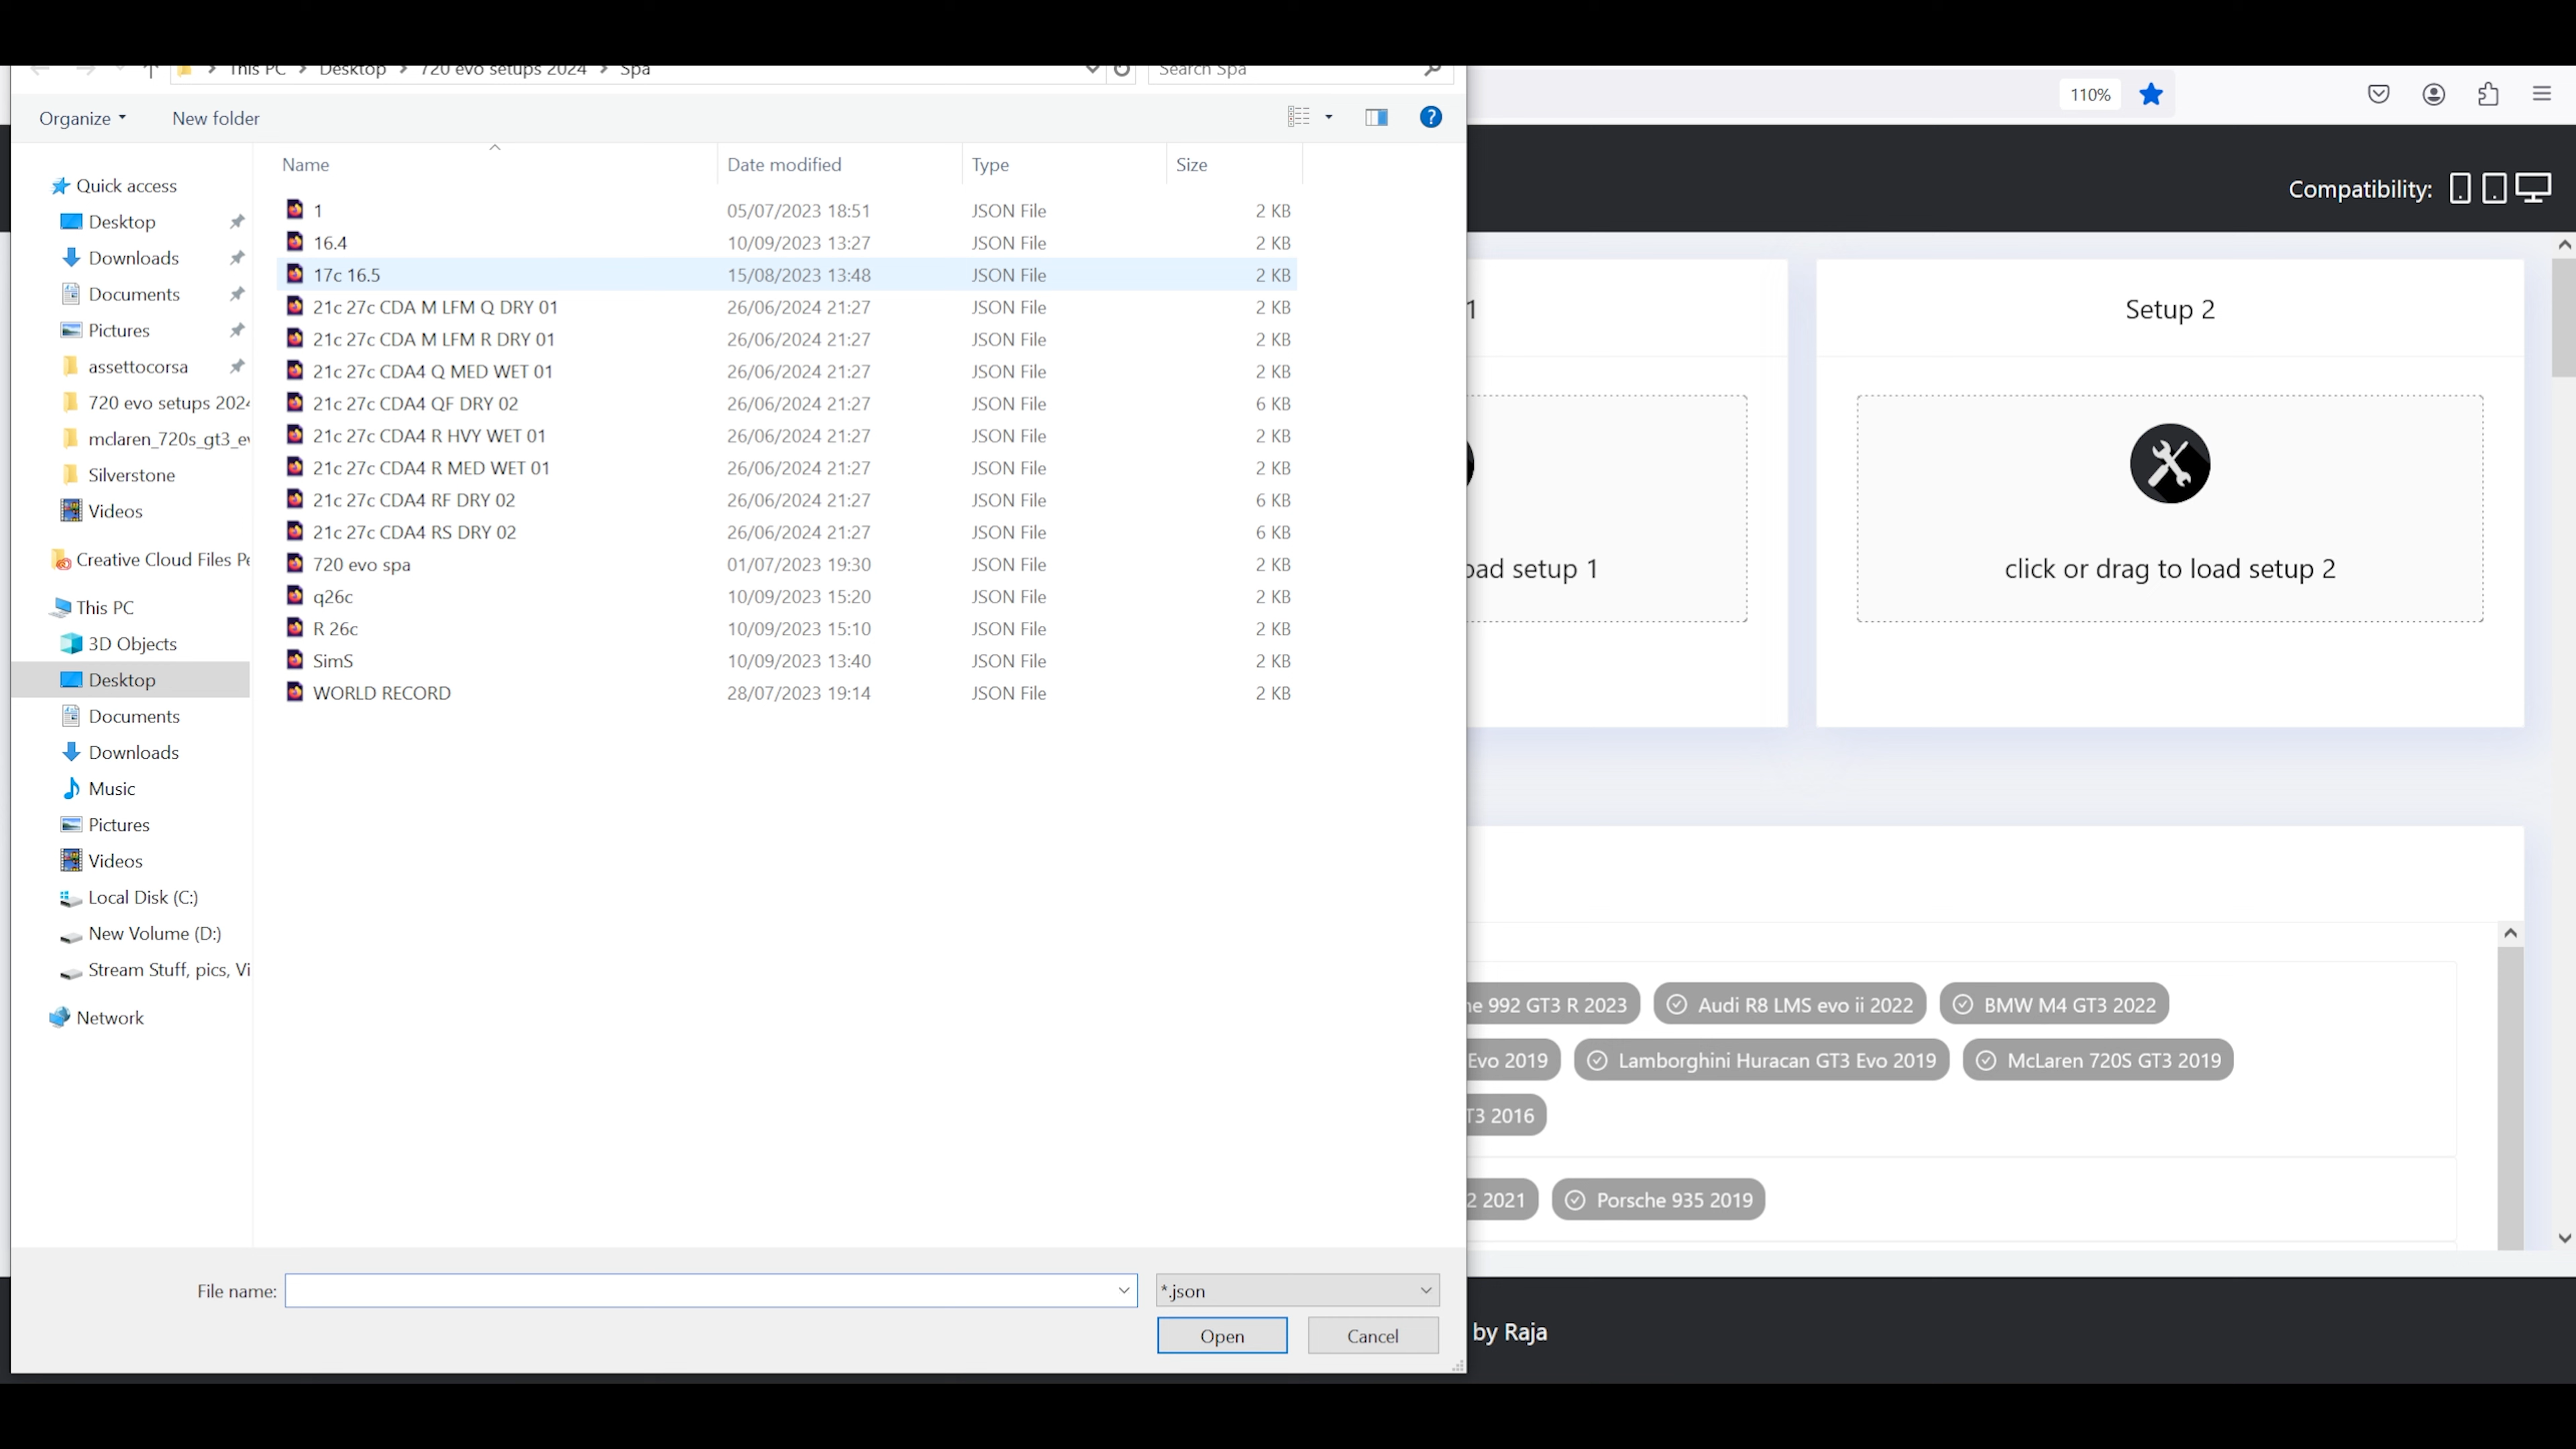 This PC > Desktop > 720 evo setups 2024 > Spa
Search Spa
110%
Organize
New folder
Compatibility:
Name
Date modified
Type
Size
Quick access
Desktop
Downloads
Documents
Pictures
assettocorsa
720 evo setups 2024
mclaren_720s_gt3_ev
Silverstone
Videos
Creative Cloud Files Pe
This PC
3D Objects
Desktop
Documents
Downloads
Music
Pictures
Videos
Local Disk (C:)
New Volume (D:)
Stream Stuff, pics, Vi
Network
1 05/07/2023 18:51 JSON File 2 KB
16.4 10/09/2023 13:27 JSON File 2 KB
17c 16.5 15/08/2023 13:48 JSON File 2 KB
21c 27c CDA M LFM Q DRY 01 26/06/2024 21:27 JSON File 2 KB
21c 27c CDA M LFM R DRY 01 26/06/2024 21:27 JSON File 2 KB
21c 27c CDA4 Q MED WET 01 26/06/2024 21:27 JSON File 2 KB
21c 27c CDA4 QF DRY 02 26/06/2024 21:27 JSON File 6 KB
21c 27c CDA4 R HVY WET 01 26/06/2024 21:27 JSON File 2 KB
21c 27c CDA4 R MED WET 01 26/06/2024 21:27 JSON File 2 KB
21c 27c CDA4 RF DRY 02 26/06/2024 21:27 JSON File 6 KB
21c 27c CDA4 RS DRY 02 26/06/2024 21:27 JSON File 6 KB
720 evo spa 01/07/2023 19:30 JSON File 2 KB
q26c 10/09/2023 15:20 JSON File 2 KB
R 26c 10/09/2023 15:10 JSON File 2 KB
SimS 10/09/2023 13:40 JSON File 2 KB
WORLD RECORD 28/07/2023 19:14 JSON File 2 KB
File name:
*.json
Open
Cancel
1
oad setup 1
Setup 2
click or drag to load setup 2
ne 992 GT3 R 2023
Audi R8 LMS evo ii 2022
BMW M4 GT3 2022
Evo 2019
Lamborghini Huracan GT3 Evo 2019
McLaren 720S GT3 2019
T3 2016
2 2021
Porsche 935 2019
by Raja